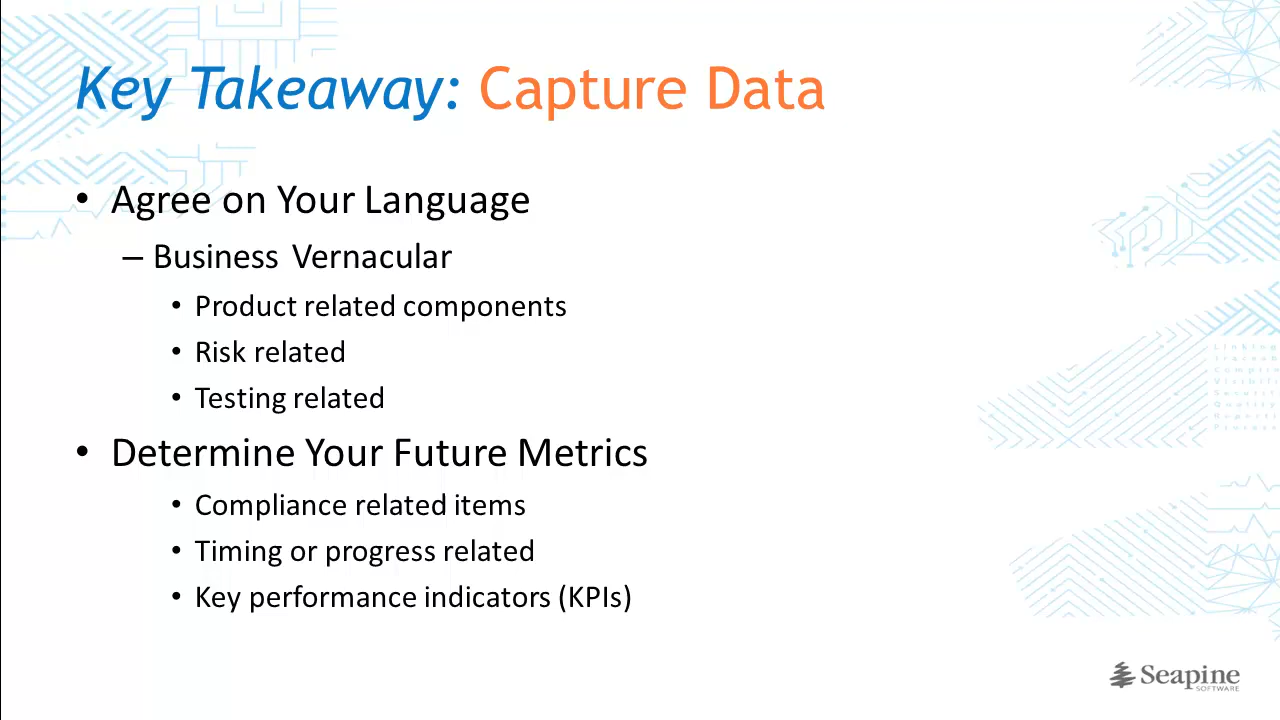 Key Takeaway: Capture Data
• Agree on Your Language
– Business Vernacular
• Product related components
• Risk related
• Testing related
• Determine Your Future Metrics
• Compliance related items
• Timing or progress related
• Key performance indicators (KPIs)
Seapine
SOFTWARE